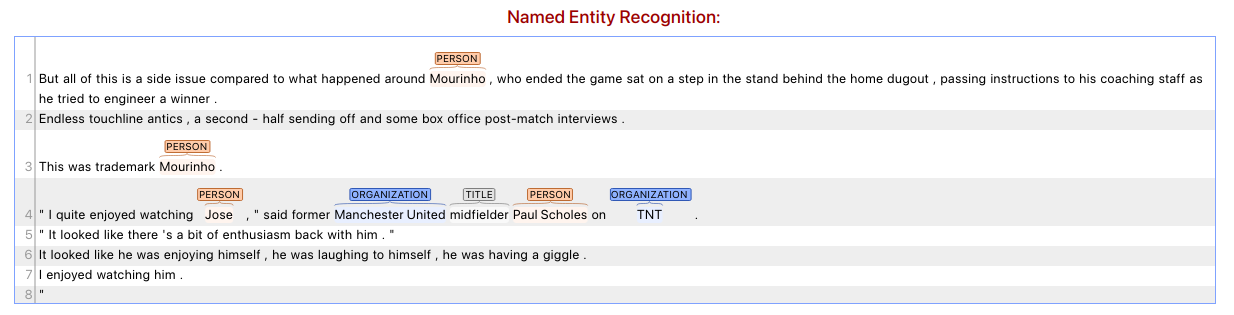 Named Entity Recognition:
PERSON
1 But all of this is a side issue compared to what happened around Mourinho , who ended the game sat on a step in the stand behind the home dugout , passing instructions to his coaching staff as
he tried to engineer a winner .
2 Endless touchline antics , a second - half sending off and some box office post-match interviews .
PERSON
3 This was trademark Mourinho .
PERSON ORGANIZATION TITLE PERSON ORGANIZATION
4 " I quite enjoyed watching Jose , " said former Manchester United midfielder Paul Scholes on TNT .
5 " It looked like there 's a bit of enthusiasm back with him . "
6 It looked like he was enjoying himself , he was laughing to himself , he was having a giggle .
7 I enjoyed watching him .
8 "